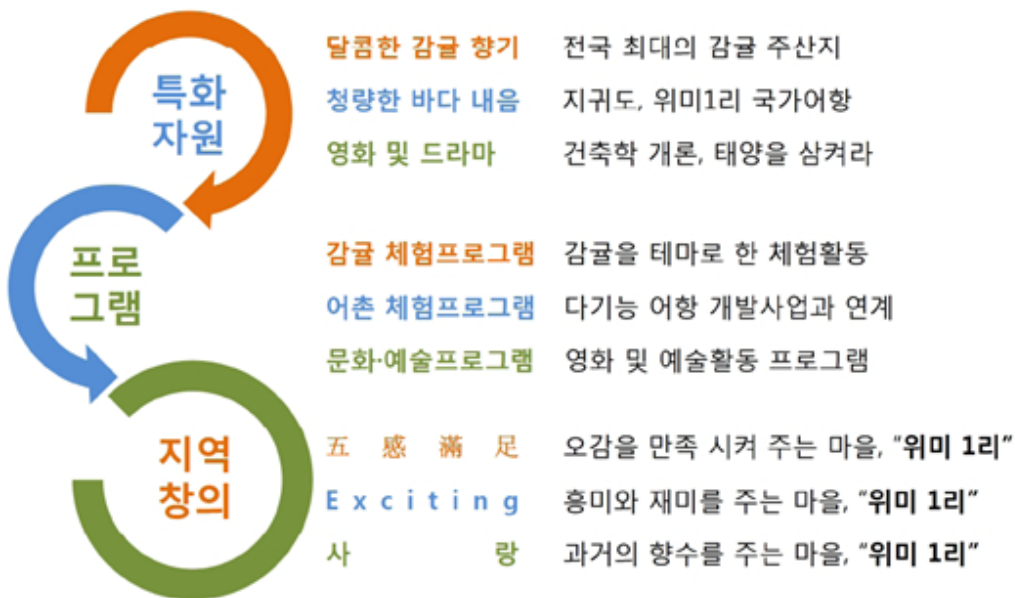 특화
자원
달콤한 감귤 향기 전국 최대의 감귤 주산지
청량한 바다 내음 지귀도, 위미1리 국가어항
영화 및 드라마 건축학 개론, 태양을 삼켜라
프로
그램
감귤 체험프로그램 감귤을 테마로 한 체험활동
어촌 체험프로그램 다기능 어항 개발사업과 연계
문화·예술프로그램 영화 및 예술활동 프로그램
지역
창의
五 感 滿 足 오감을 만족 시켜 주는 마을, "위미 1리"
Exciting 흥미와 재미를 주는 마을, "위미 1리"
사 랑 과거의 향수를 주는 마을, "위미 1리"